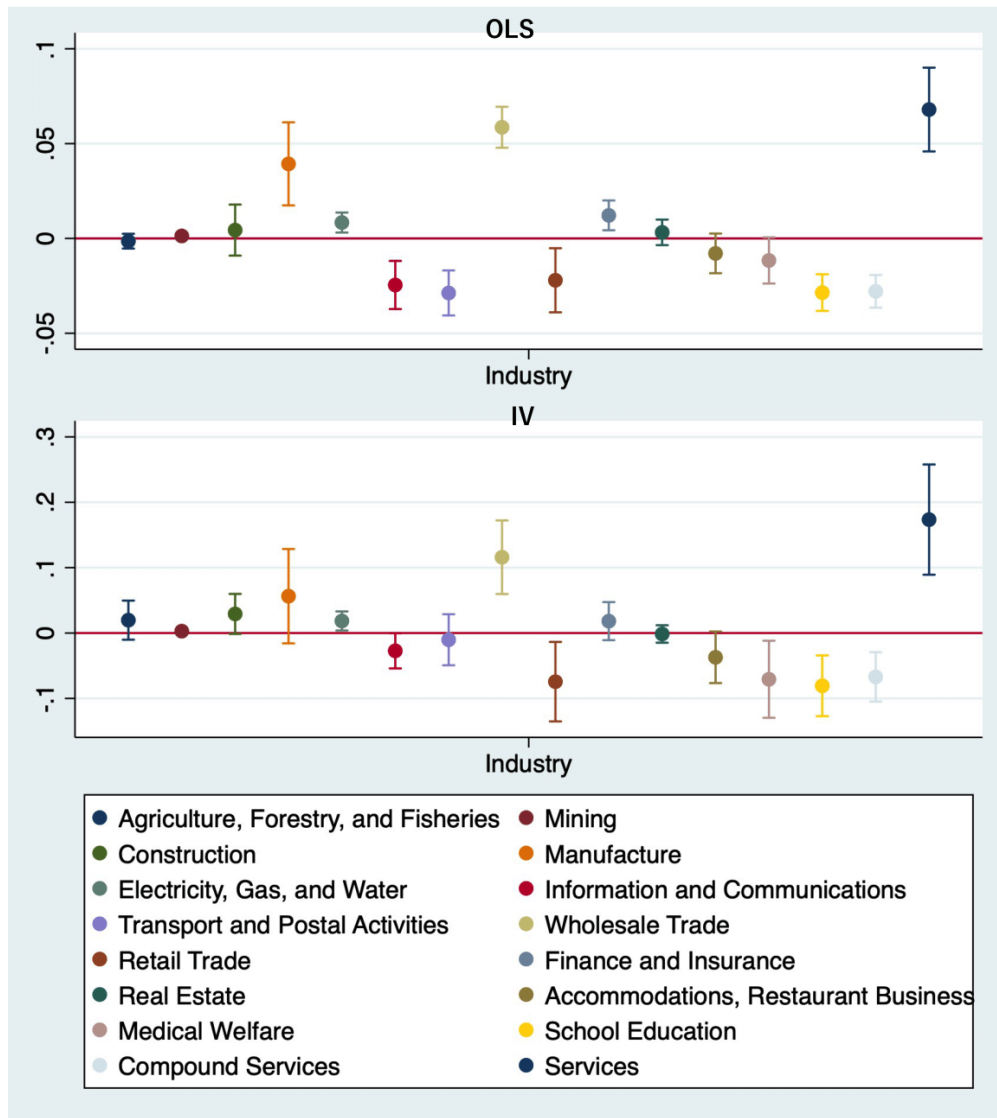 OLS
.1
.05
0
-.05
Industry
IV
.3
.2
.1
0
-.1
Industry
Agriculture, Forestry, and Fisheries
Mining
Construction
Manufacture
Electricity, Gas, and Water
Information and Communications
Transport and Postal Activities
Wholesale Trade
Retail Trade
Finance and Insurance
Real Estate
Accommodations, Restaurant Business
Medical Welfare
School Education
Compound Services
Services